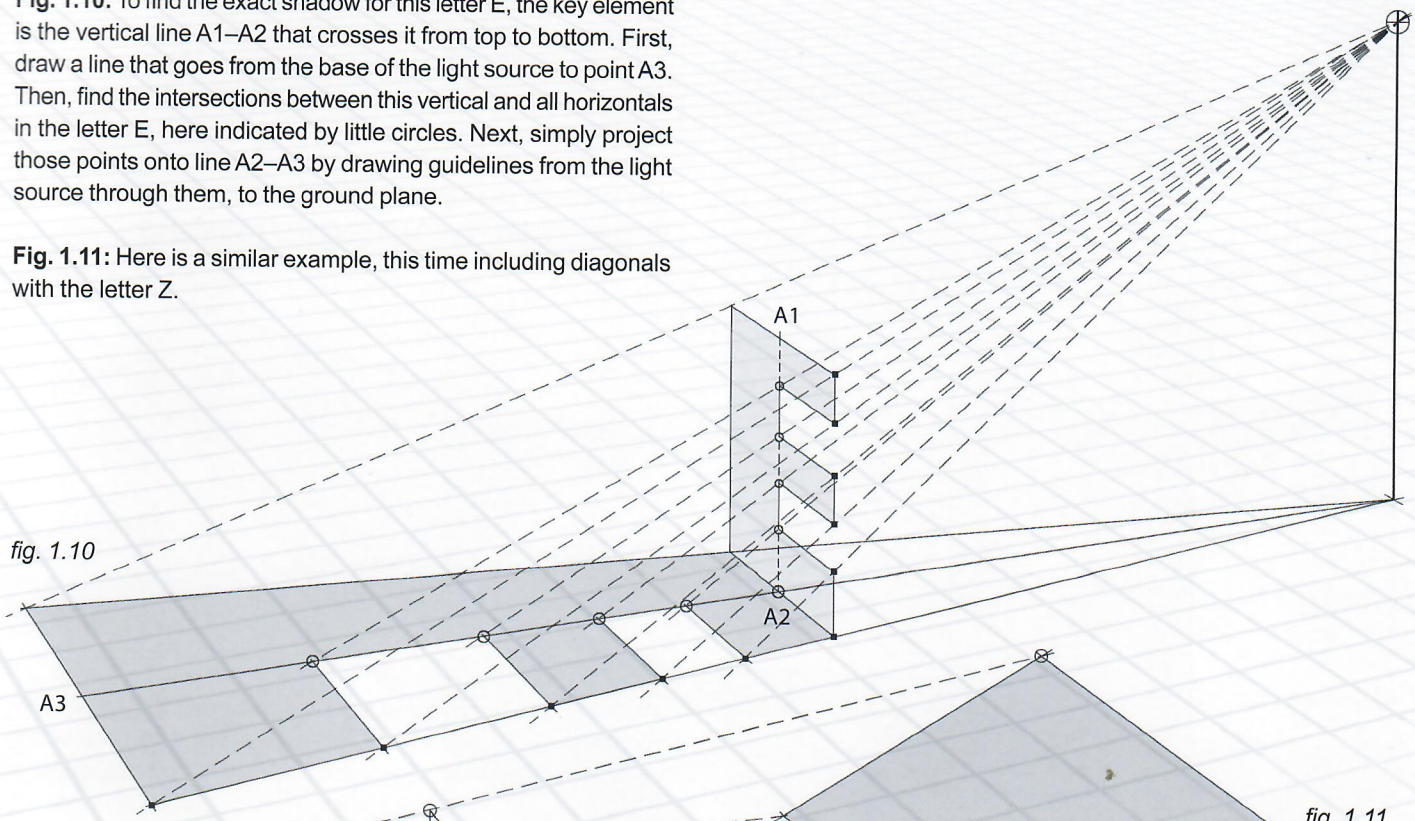 Fig. 1.10: To find the exact shadow for this letter E, the key element
is the vertical line A1–A2 that crosses it from top to bottom. First,
draw a line that goes from the base of the light source to point A3.
Then, find the intersections between this vertical and all horizontals
in the letter E, here indicated by little circles. Next, simply project
those points onto line A2–A3 by drawing guidelines from the light
source through them, to the ground plane.
Fig. 1.11: Here is a similar example, this time including diagonals
with the letter Z.
A1
fig. 1.10
A2
A3
fig. 1.11